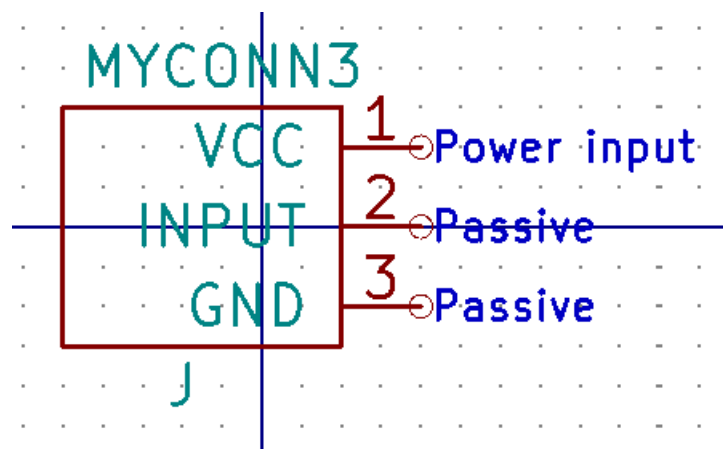 MYCONN3
VCC 1 Power input
INPUT 2 Passive
GND 3 Passive
J